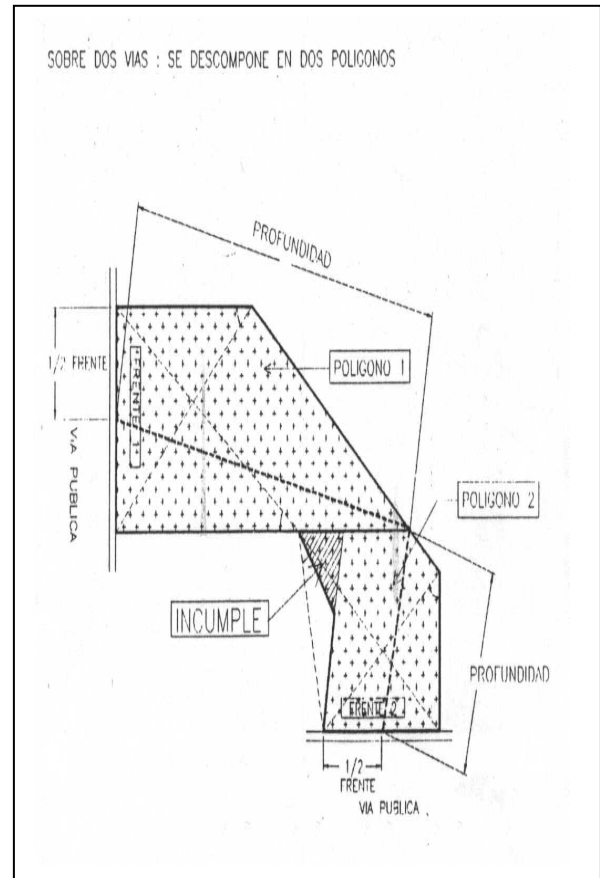 SOBRE DOS VIAS : SE DESCOMPONE EN DOS POLIGONOS
PROFUNDIDAD
1/2 FRENTE
FRENTE 1
POLIGONO 1
VIA PUBLICA
POLIGONO 2
INCUMPLE
PROFUNDIDAD
FRENTE 2
1/2
FRENTE
VIA PUBLICA